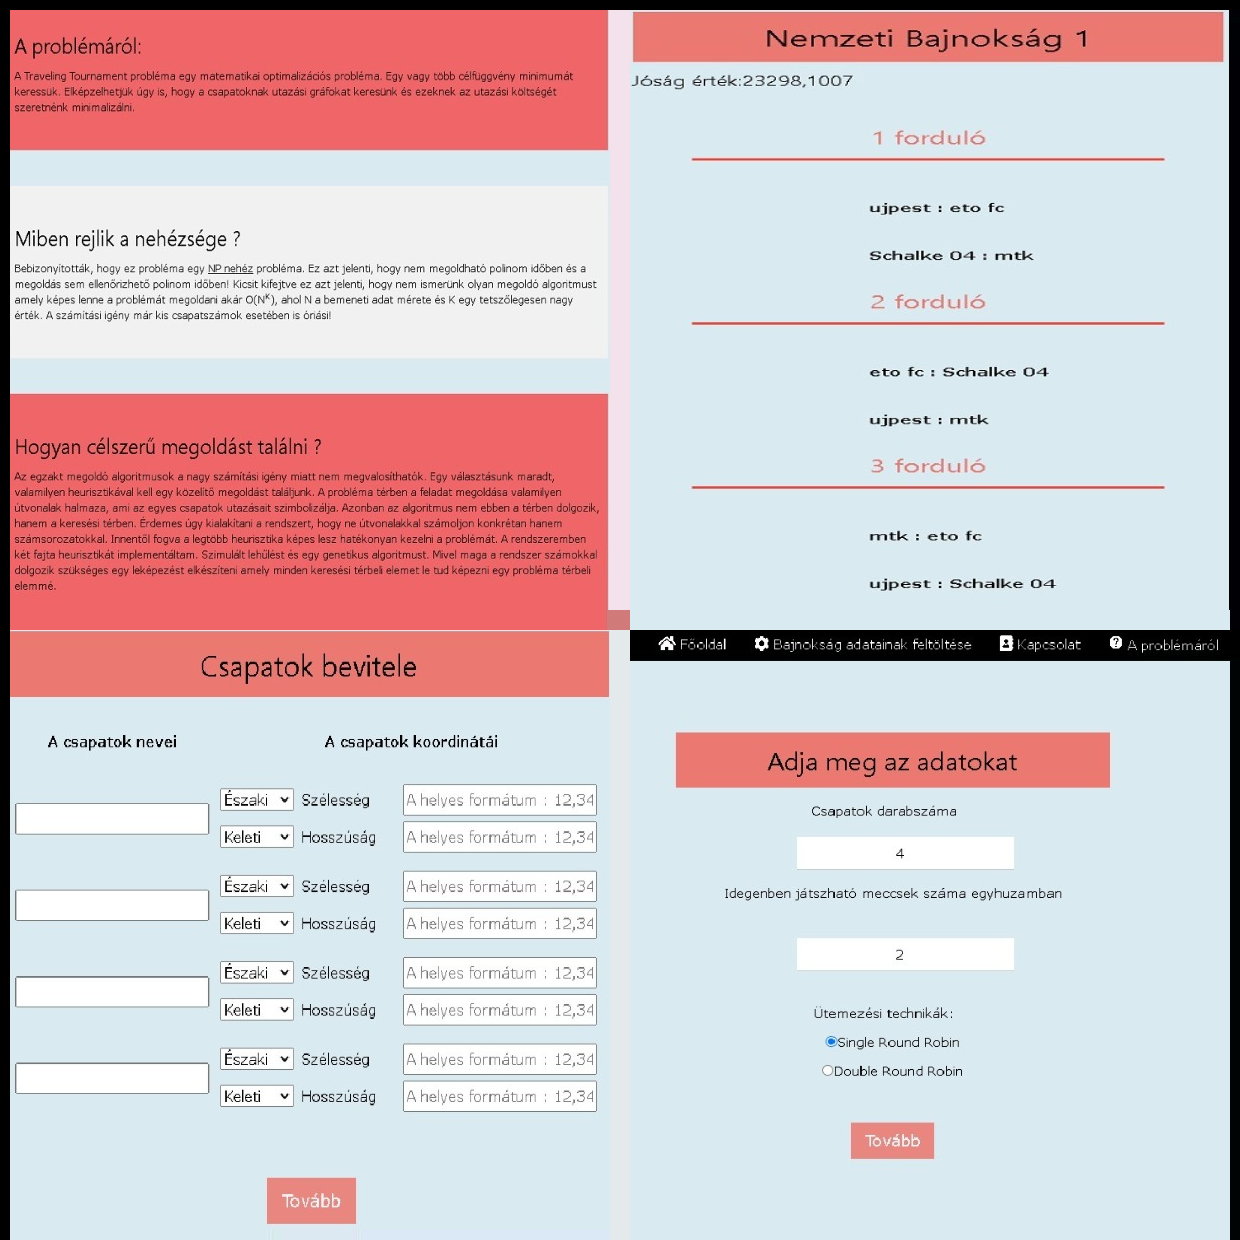 A problémáról:
A Traveling Tournament probléma egy matematikai optimalizációs probléma. Egy vagy több célfüggvény minimumát
keressük. Elképzelhetjük úgy is, hogy a csapatoknak utazási gráfokat keresünk és ezeknek az utazási költségét
szeretnénk minimalizálni.
Miben rejlik a nehézsége ?
Bebizonyították, hogy ez probléma egy NP nehéz probléma. Ez azt jelenti, hogy nem megoldható polinom időben és a
megoldás sem ellenőrizhető polinom időben! Kicsit kifejtve ez azt jelenti, hogy nem ismerünk olyan megoldó algoritmust
amely képes lenne a problémát megoldani akár O(N^K), ahol N a bemeneti adat mérete és K egy tetszőlegesen nagy
érték. A számítási igény már kis csapatszámok esetében is óriási!
Hogyan célszerű megoldást találni ?
Az egzakt megoldó algoritmusok a nagy számítási igény miatt nem megvalosíthatók. Egy választásunk maradt,
valamilyen heurisztikával kell egy közelítő megoldást találjunk. A probléma térben a feladat megoldása valamilyen
útvonalak halmaza, ami az egyes csapatok utazásait szimbolizálja. Azonban az algoritmus nem ebben a térben dolgozik,
hanem a keresési térben. Érdemes úgy kialakítani a rendszert, hogy ne útvonalakkal számoljon konkrétan hanem
számsorozatokkal. Innentől fogva a legtöbb heurisztika képes lesz hatékonyan kezelni a problémát. A rendszeremben
két fajta heurisztikát implementáltam. Szimulált lehűlést és egy genetikus algoritmust. Mivel maga a rendszer számokkal
dolgozik szükséges egy leképezést elkészíteni amely minden keresési térbeli elemet le tud képezni egy probléma térbeli
elemmé.
Nemzeti Bajnokság 1
Jóság érték:23298,1007
1 forduló
ujpest : eto fc
Schalke 04 : mtk
2 forduló
eto fc : Schalke 04
ujpest : mtk
3 forduló
mtk : eto fc
ujpest : Schalke 04
Csapatok bevitele
A csapatok nevei A csapatok koordinátái
Északi Szélesség A helyes formátum : 12,34
Keleti Hosszúság A helyes formátum : 12,34
Északi Szélesség A helyes formátum : 12,34
Keleti Hosszúság A helyes formátum : 12,34
Északi Szélesség A helyes formátum : 12,34
Keleti Hosszúság A helyes formátum : 12,34
Északi Szélesség A helyes formátum : 12,34
Keleti Hosszúság A helyes formátum : 12,34
Tovább
Főoldal Bajnokság adatainak feltöltése Kapcsolat A problémáról
Adja meg az adatokat
Csapatok darabszáma
4
Idegenben játszható meccsek száma egyhuzamban
2
Ütemezési technikák:
Single Round Robin
Double Round Robin
Tovább